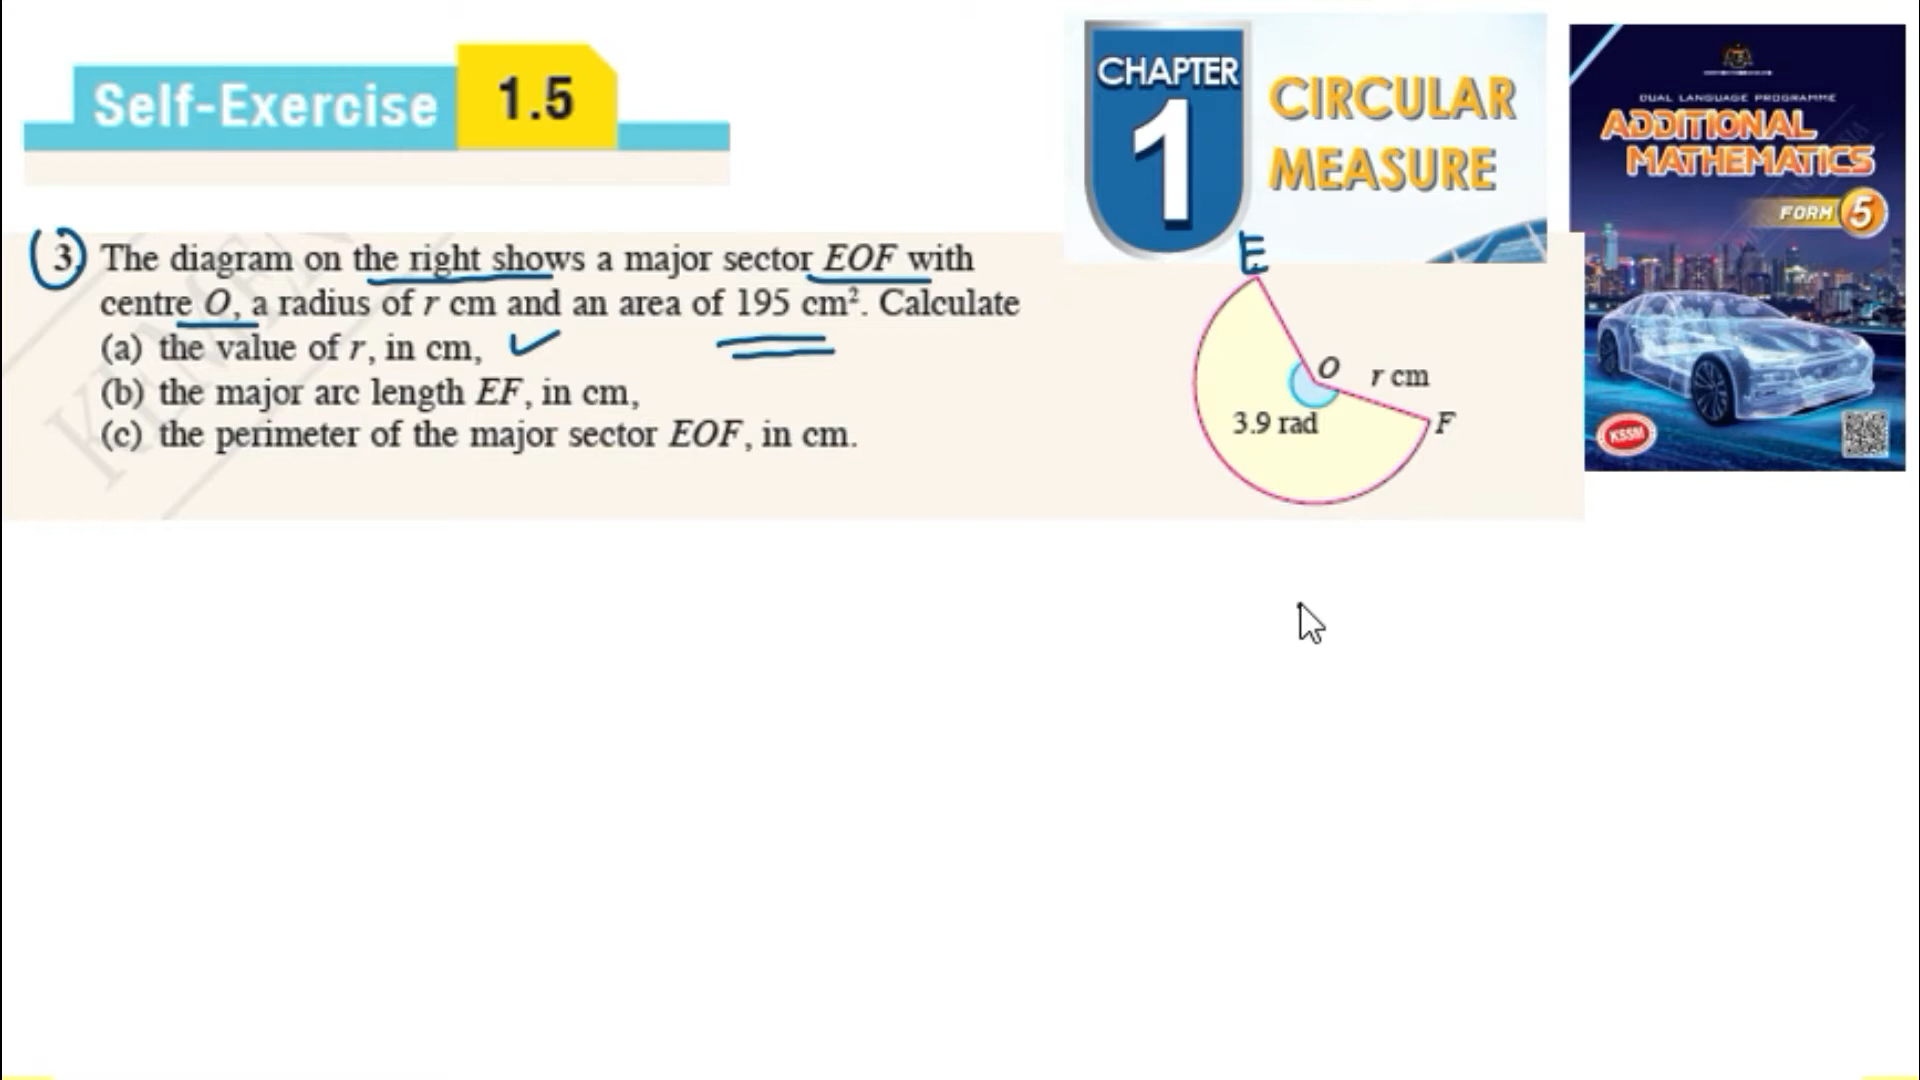 Self-Exercise 1.5
CHAPTER
1
CIRCULAR
MEASURE
DUAL LANGUAGE PROGRAMME
ADDITIONAL
MATHEMATICS
FORM 5
KSSM
3. The diagram on the right shows a major sector EOF with
centre O, a radius of r cm and an area of 195 cm². Calculate
(a) the value of r, in cm,
(b) the major arc length EF, in cm,
(c) the perimeter of the major sector EOF, in cm.
E
O
r cm
3.9 rad
F